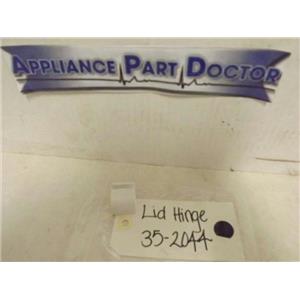 APPLIANCE PART DOCTOR
Lid Hinge
35-2044